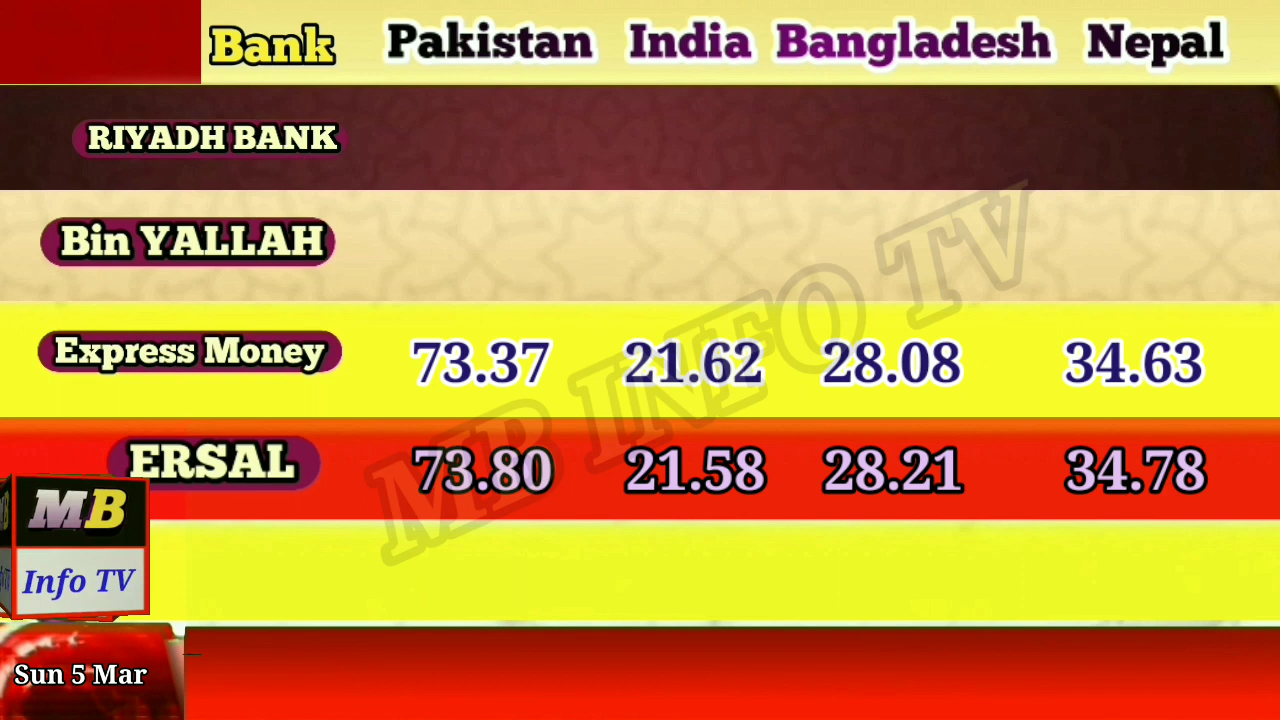 Bank Pakistan India Bangladesh Nepal
RIYADH BANK
Bin YALLAH
Express Money 73.37 21.62 28.08 34.63
ERSAL 73.80 21.58 28.21 34.78
MB INFO TV
MB
Info TV
Sun 5 Mar